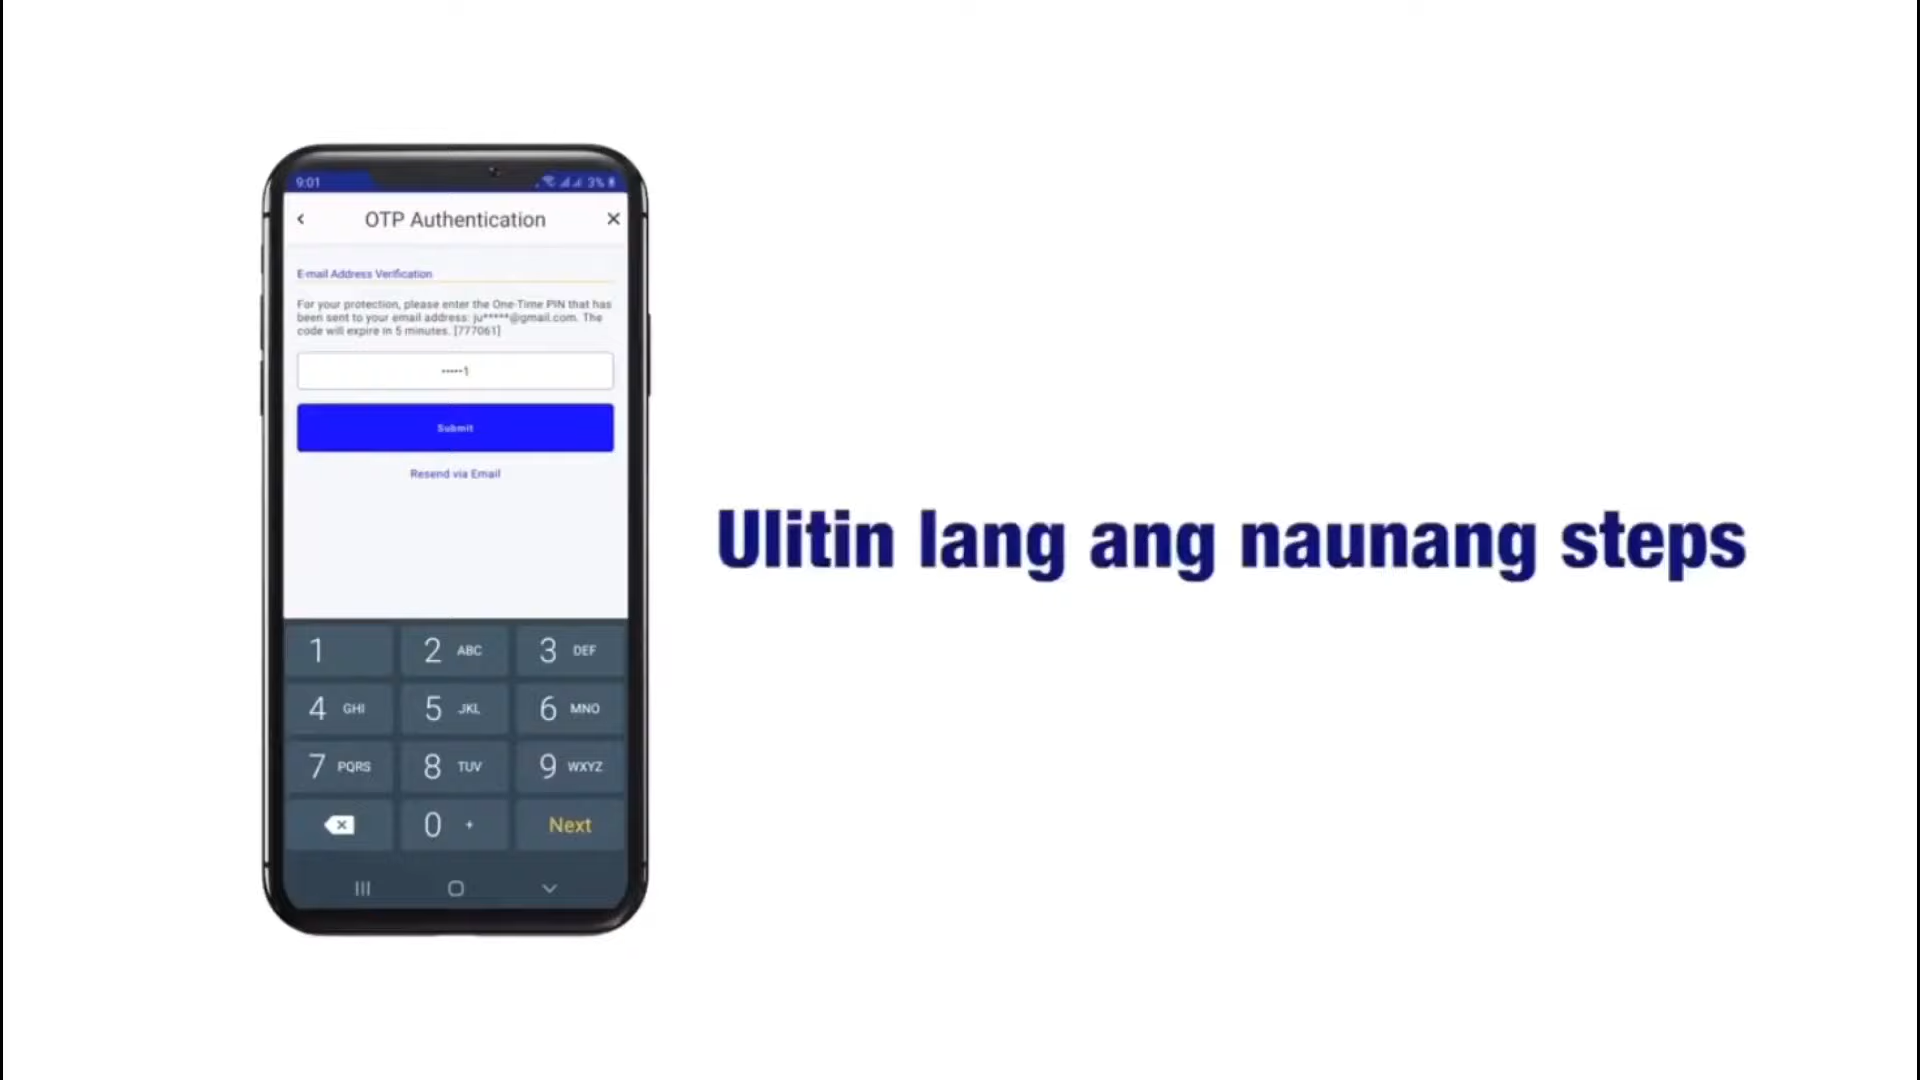 9:01
3%
OTP Authentication
E-mail Address Verification
For your protection, please enter the One-Time PIN that has
been sent to your email address: ju*****@gmail.com. The
code will expire in 5 minutes. [777061]
•••••1
Submit
Resend via Email
Ulitin lang ang naunang steps
1
2 ABC
3 DEF
4 GHI
5 JKL
6 MNO
7 PQRS
8 TUV
9 WXYZ
0 +
Next